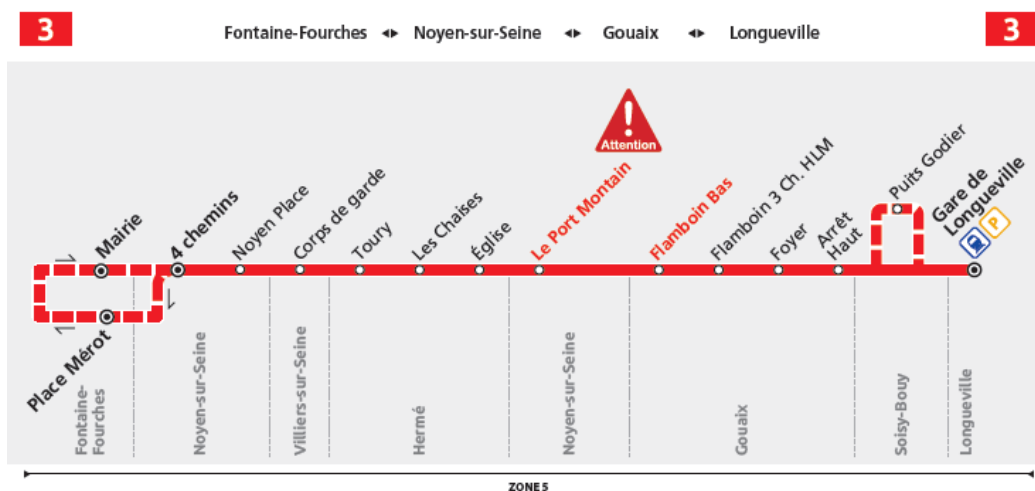 3
Fontaine-Fourches Noyen-sur-Seine Gouaix Longueville
3
Attention
Mairie
Place Mérot
4 chemins
Noyen Place
Corps de garde
Toury
Les Chaises
Église
Le Port Montain
Flamboin Bas
Flamboin 3 Ch. HLM
Foyer
Arrêt
Haut
Puits Godier
Gare de
Longueville
P
Fontaine-
Fourches
Noyen-sur-Seine
Villiers-sur-Seine
Hermé
Noyen-sur-Seine
Gouaix
Soisy-Bouy
Longueville
ZONE 5